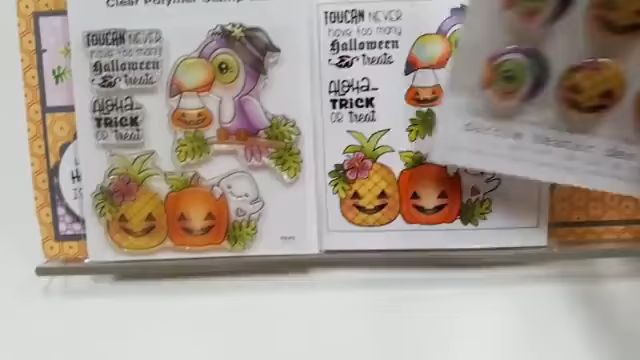 Clear Polymer Stamp
TOUCAN NEVER
have too many
Halloween
& treats
ALOHA...
TRICK
OR treat
TOUCAN NEVER
have too many
Halloween
& treats
ALOHA...
TRICK
OR treat